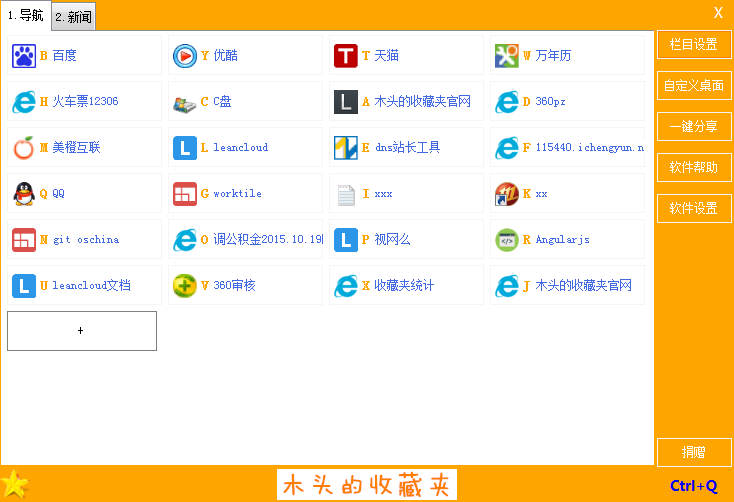 1.导航 2.新闻 X
B 百度 Y 优酷 T 天猫 W 万年历 栏目设置
H 火车票12306 C C盘 A 木头的收藏夹官网 D 360pz 自定义桌面
M 美橙互联 L leancloud E dns站长工具 F 115440.ichengyun.n 一键分享
Q QQ G worktile I xxx K xx 软件帮助
N git oschina O 调公积金2015.10.19 P 视网么 R Angularjs 软件设置
U leancloud文档 V 360审核 X 收藏夹统计 J 木头的收藏夹官网
+
捐赠
木头的收藏夹 Ctrl+Q